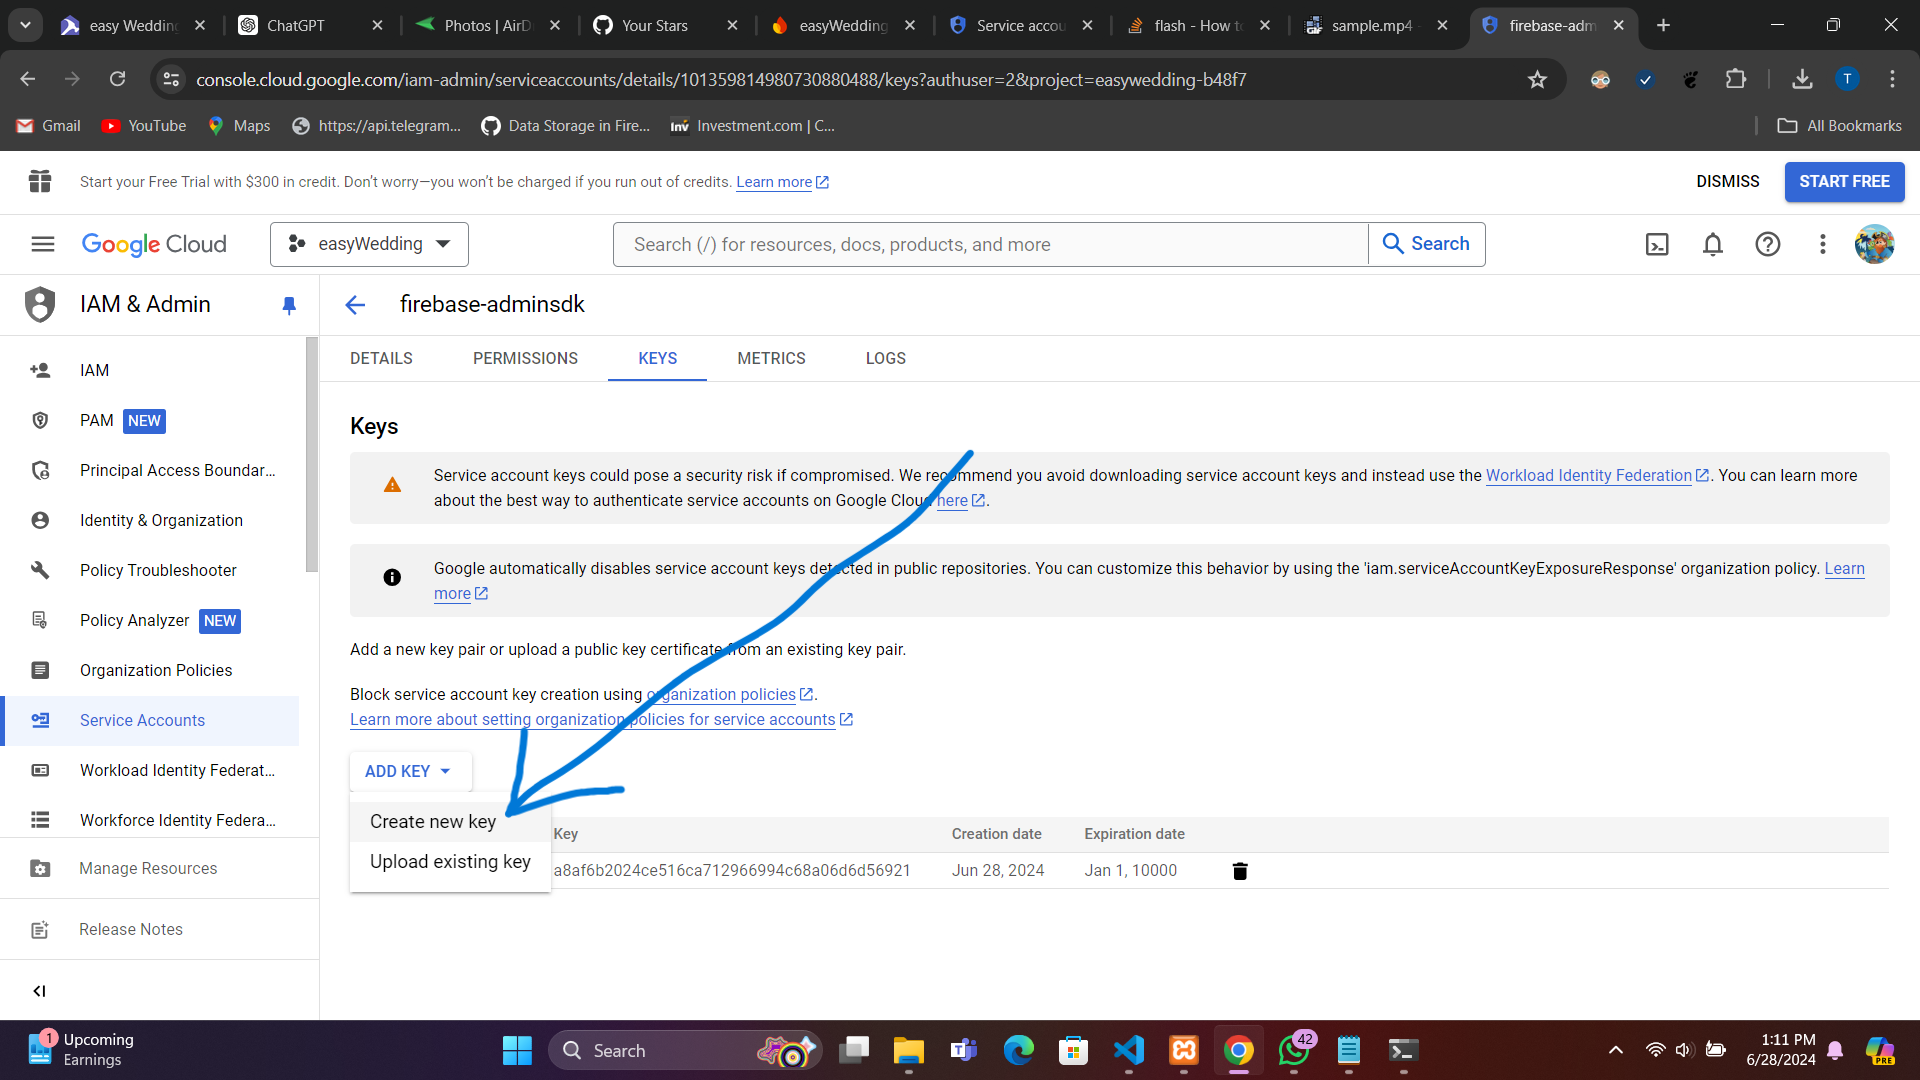 easy Wedding
ChatGPT
Photos | AirD
Your Stars
easyWedding
Service accou
flash - How to
sample.mp4 -
firebase-adm
console.cloud.google.com/iam-admin/serviceaccounts/details/101359814980730880488/keys?authuser=2&project=easywedding-b48f7
T
Gmail
YouTube
Maps
https://api.telegram...
Data Storage in Fire...
Inv
Investment.com | C...
All Bookmarks
Start your Free Trial with $300 in credit. Don't worry—you won't be charged if you run out of credits. Learn more
DISMISS
START FREE
Google Cloud
easyWedding
Search (/) for resources, docs, products, and more
Search
IAM & Admin
firebase-adminsdk
DETAILS
PERMISSIONS
KEYS
METRICS
LOGS
IAM
PAM NEW
Principal Access Boundar...
Identity & Organization
Policy Troubleshooter
Policy Analyzer NEW
Organization Policies
Service Accounts
Workload Identity Federat...
Workforce Identity Federa...
Manage Resources
Release Notes
Keys
Service account keys could pose a security risk if compromised. We recommend you avoid downloading service account keys and instead use the Workload Identity Federation. You can learn more
about the best way to authenticate service accounts on Google Cloud here.
Google automatically disables service account keys detected in public repositories. You can customize this behavior by using the 'iam.serviceAccountKeyExposureResponse' organization policy. Learn
more
Add a new key pair or upload a public key certificate from an existing key pair.
Block service account key creation using organization policies.
Learn more about setting organization policies for service accounts
ADD KEY
Create new key
Upload existing key
Key
Creation date
Expiration date
a8af6b2024ce516ca712966994c68a06d6d56921
Jun 28, 2024
Jan 1, 10000
1
Upcoming
Earnings
Search
42
1:11 PM
6/28/2024
PRE